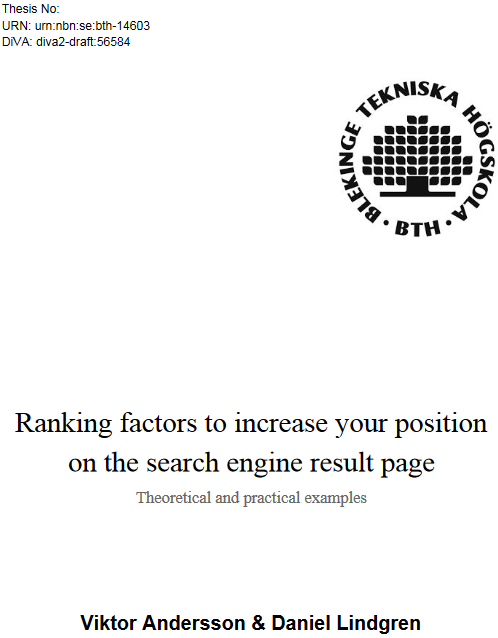 Thesis No:
URN: urn:nbn:se:bth-14603
DiVA: diva2-draft:56584
BLEKINGE TEKNISKA HÖGSKOLA
· BTH ·
Ranking factors to increase your position
on the search engine result page
Theoretical and practical examples
Viktor Andersson & Daniel Lindgren